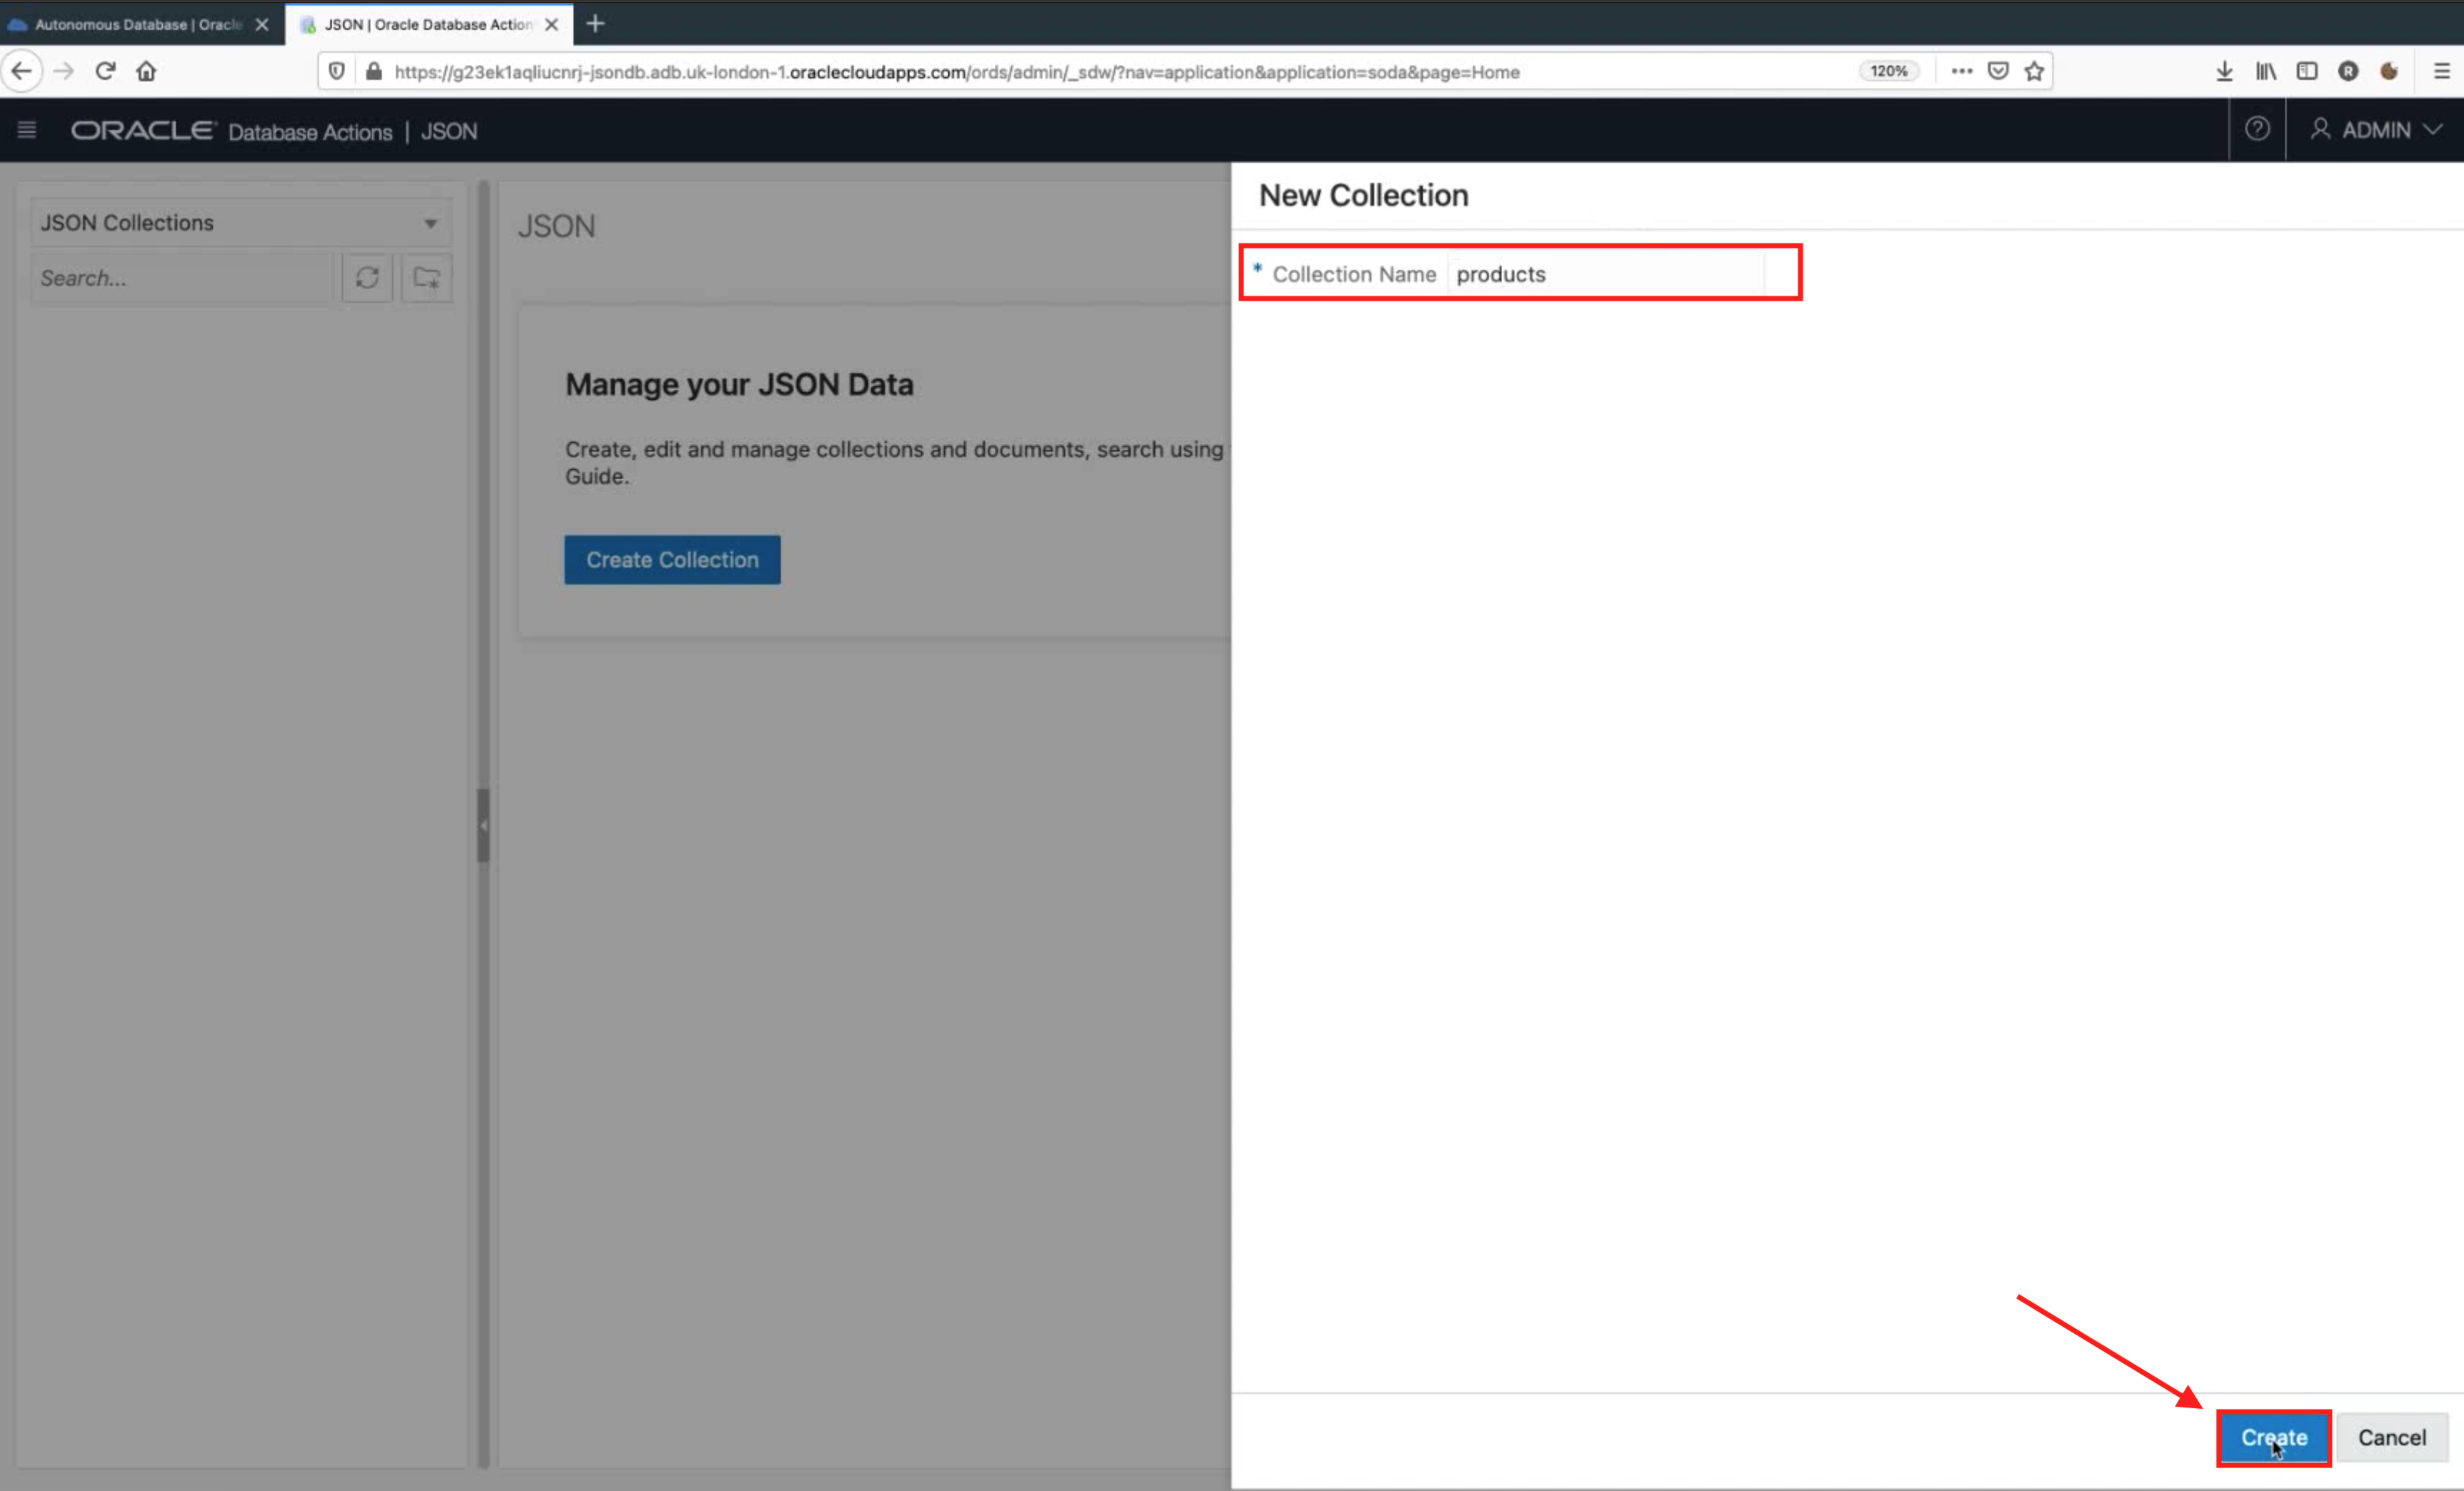 Autonomous Database | Oracle
JSON | Oracle Database Action
https://g23ek1aqliucnrj-jsondb.adb.uk-london-1.oraclecloudapps.com/ords/admin/_sdw/?nav=application&application=soda&page=Home
120%
R
ORACLE Database Actions | JSON
ADMIN
JSON Collections
Search...
JSON
Manage your JSON Data
Create, edit and manage collections and documents, search using
Guide.
Create Collection
New Collection
* Collection Name products
Create
Cancel